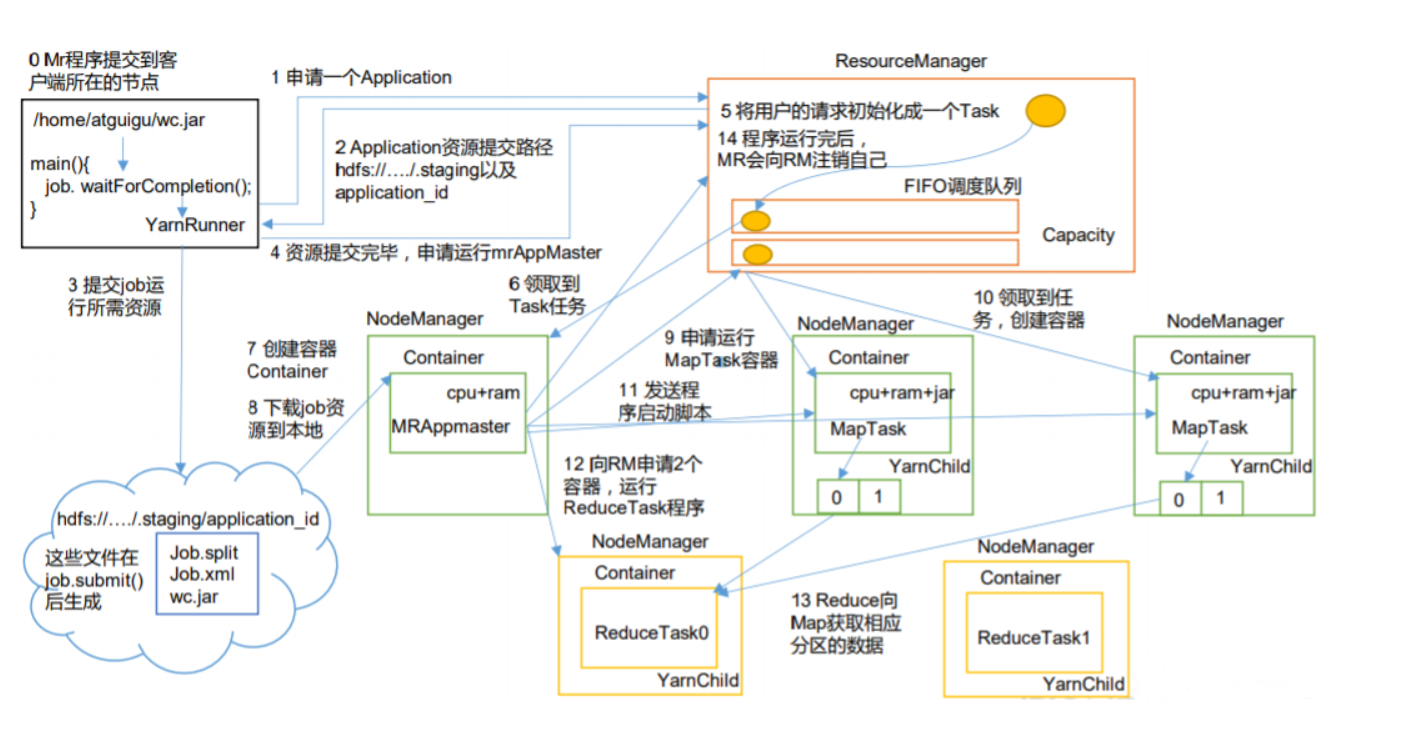 0 Mr程序提交到客
户端所在的节点
/home/atguigu/wc.jar
main(){
job. waitForCompletion();
}
YarnRunner
1 申请一个Application
2 Application资源提交路径
hdfs://…./.staging以及
application_id
4 资源提交完毕，申请运行mrAppMaster
3 提交job运
行所需资源
ResourceManager
5 将用户的请求初始化成一个Task
14 程序运行完后，
MR会向RM注销自己
FIFO调度队列
Capacity
6 领取到
Task任务
7 创建容器
Container
8 下载job资
源到本地
NodeManager
Container
cpu+ram
MRAppmaster
9 申请运行
MapTask容器
11 发送程
序启动脚本
10 领取到任
务，创建容器
NodeManager
Container
cpu+ram+jar
MapTask
YarnChild
0
1
NodeManager
Container
cpu+ram+jar
MapTask
YarnChild
0
1
12 向RM申请2个
容器，运行
ReduceTask程序
hdfs://…./.staging/application_id
这些文件在
job.submit()
后生成
Job.split
Job.xml
wc.jar
NodeManager
Container
ReduceTask0
YarnChild
13 Reduce向
Map获取相应
分区的数据
NodeManager
Container
ReduceTask1
YarnChild